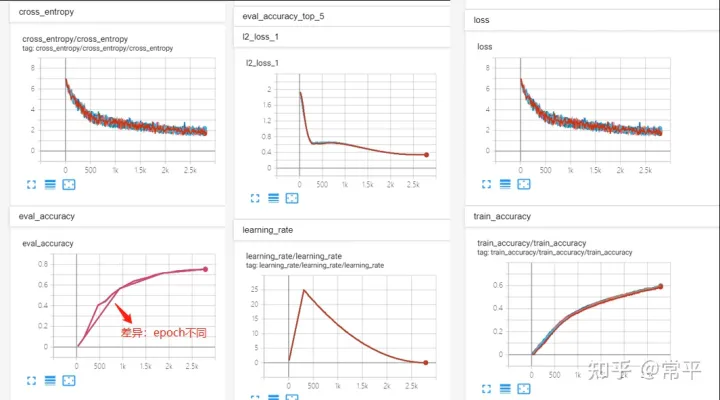 cross_entropy
cross_entropy/cross_entropy
tag: cross_entropy/cross_entropy/cross_entropy
8
6
4
2
0
0 500 1k 1.5k 2k 2.5k
eval_accuracy
eval_accuracy
0.8
0.6
0.4
0.2
0
差异：epoch不同
0 500 1k 1.5k 2k 2.5k
eval_accuracy_top_5
l2_loss_1
l2_loss_1
2
1.6
1.2
0.8
0.4
0
0 500 1k 1.5k 2k 2.5k
learning_rate
learning_rate/learning_rate
tag: learning_rate/learning_rate/learning_rate
25
20
15
10
5
0
0 500 1k 1.5k 2k 2.5k
loss
loss
8
6
4
2
0
0 500 1k 1.5k 2k 2.5k
train_accuracy
train_accuracy/train_accuracy
tag: train_accuracy/train_accuracy/train_accuracy
0.6
0.4
0.2
0
0 500 1k 1.5k 2k 2.5k
知乎 @常平